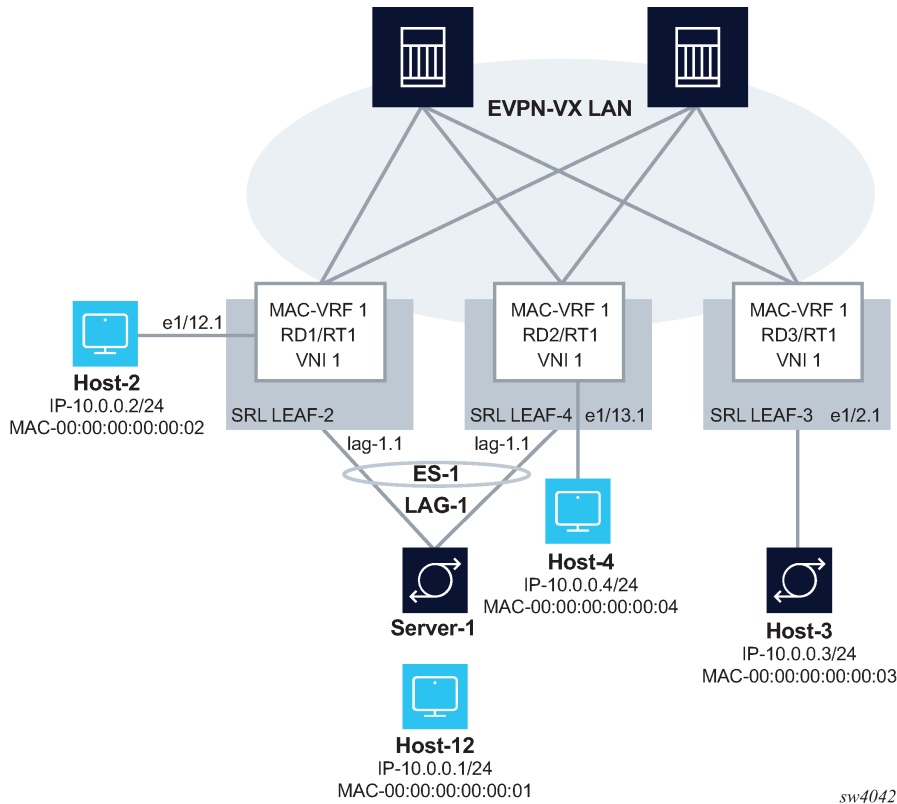 EVPN-VX LAN
MAC-VRF 1
RD1/RT1
VNI 1
MAC-VRF 1
RD2/RT1
VNI 1
MAC-VRF 1
RD3/RT1
VNI 1
e1/12.1
Host-2
IP-10.0.0.2/24
MAC-00:00:00:00:00:02
SRL LEAF-2
SRL LEAF-4
e1/13.1
SRL LEAF-3
e1/2.1
lag-1.1
lag-1.1
ES-1
LAG-1
Host-4
IP-10.0.0.4/24
MAC-00:00:00:00:00:04
Server-1
Host-3
IP-10.0.0.3/24
MAC-00:00:00:00:00:03
Host-12
IP-10.0.0.1/24
MAC-00:00:00:00:00:01
sw4042